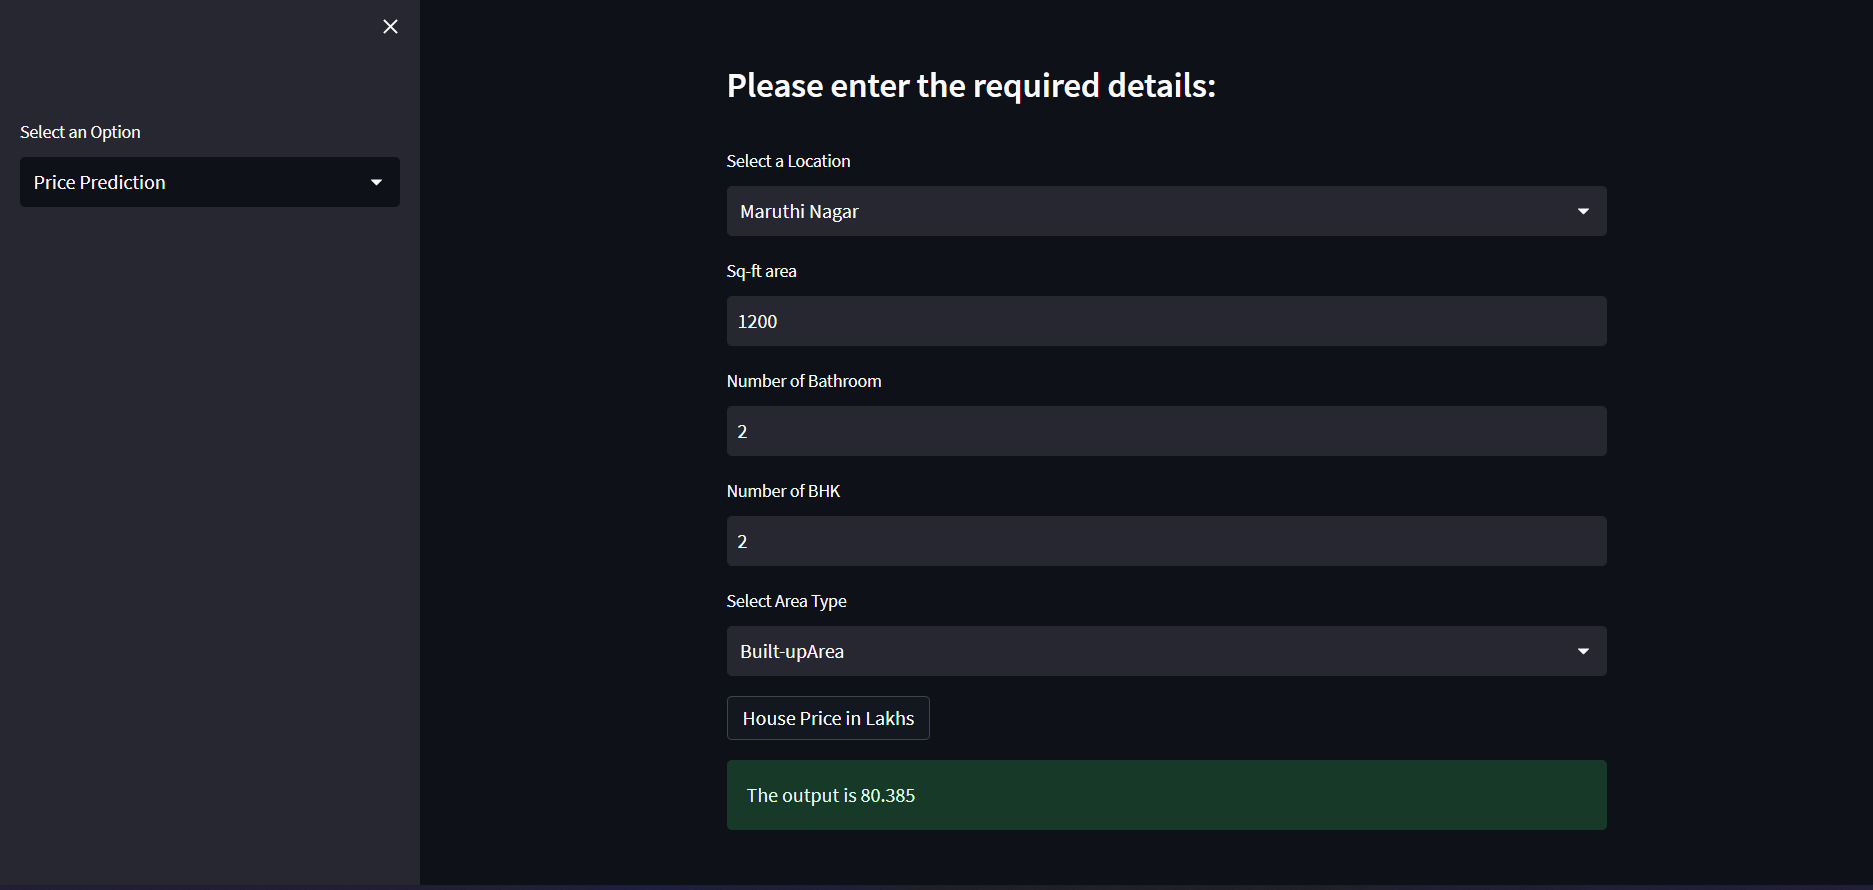 Select an Option
Price Prediction
Please enter the required details:
Select a Location
Maruthi Nagar
Sq-ft area
1200
Number of Bathroom
2
Number of BHK
2
Select Area Type
Built-upArea
House Price in Lakhs
The output is 80.385